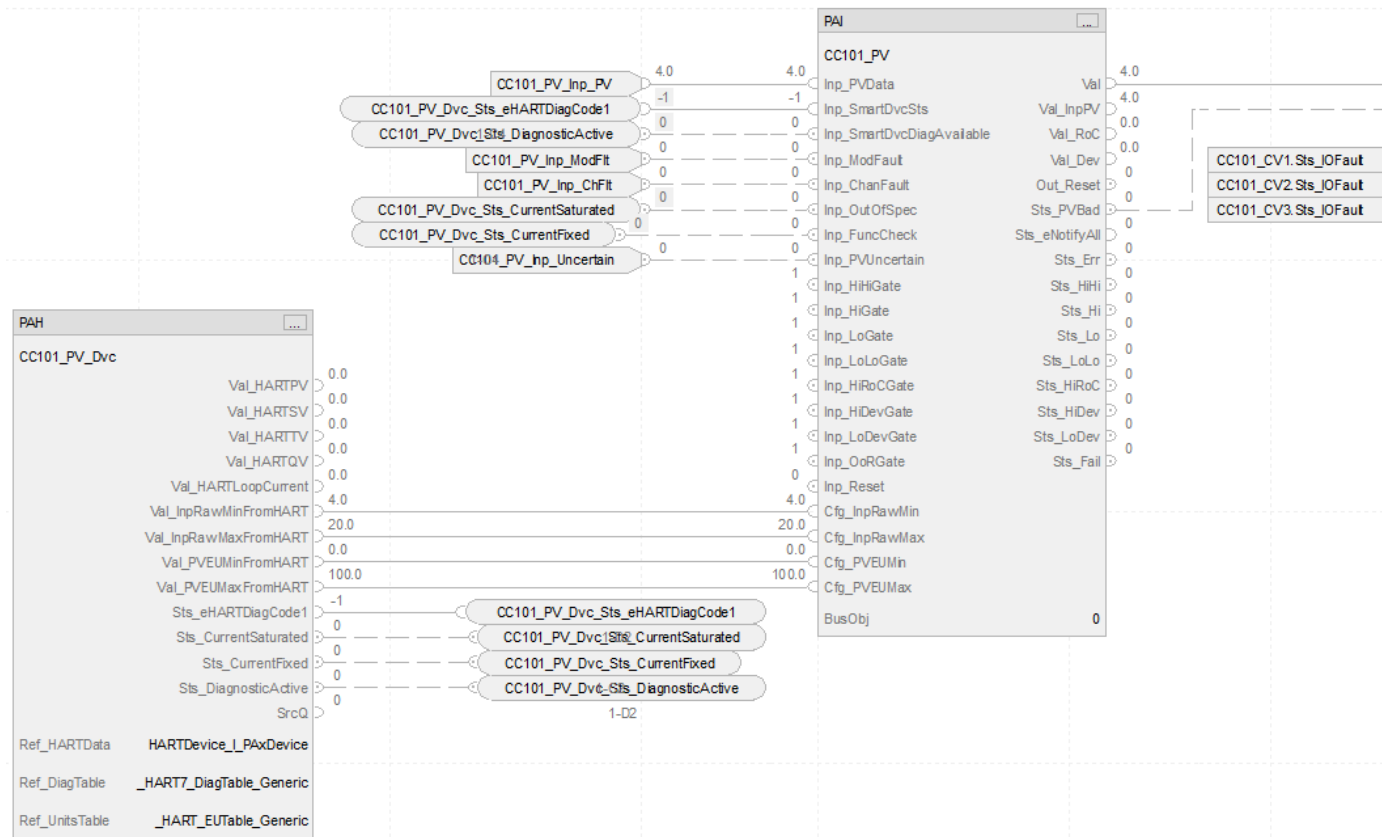 PAI ...
CC101_PV
CC101_PV_Inp_PV 4.0 4.0 Inp_PVData Val 4.0
CC101_PV_Dvc_Sts_eHARTDiagCode1 -1 -1 Inp_SmartDvcSts Val_InpPV 4.0
CC101_PV_Dvc_Sts_DiagnosticActive 0 0 Inp_SmartDvcDiagAvailable Val_RoC 0.0
CC101_PV_Inp_ModFlt 0 0 Inp_ModFault Val_Dev 0.0
CC101_PV_Inp_ChFlt 0 0 Inp_ChanFault Out_Reset 0
CC101_PV_Dvc_Sts_CurrentSaturated 0 0 Inp_OutOfSpec Sts_PVBad 0
CC101_PV_Dvc_Sts_CurrentFixed 0 0 Inp_FuncCheck Sts_eNotifyAll 0
CC101_PV_Inp_Uncertain 0 0 Inp_PVUncertain Sts_Err 0
1 Inp_HiHiGate Sts_HiHi 0
1 Inp_HiGate Sts_Hi 0
1 Inp_LoGate Sts_Lo 0
1 Inp_LoLoGate Sts_LoLo 0
1 Inp_HiRoCGate Sts_HiRoC 0
1 Inp_HiDevGate Sts_HiDev 0
1 Inp_LoDevGate Sts_LoDev 0
1 Inp_OoRGate Sts_Fail 0
0 Inp_Reset
4.0 Cfg_InpRawMin
20.0 Cfg_InpRawMax
0.0 Cfg_PVEUMin
100.0 Cfg_PVEUMax
BusObj 0
CC101_CV1.Sts_IOFault
CC101_CV2.Sts_IOFault
CC101_CV3.Sts_IOFault
PAH ...
CC101_PV_Dvc
Val_HARTPV 0.0
Val_HARTSV 0.0
Val_HARTTV 0.0
Val_HARTQV 0.0
Val_HARTLoopCurrent 0.0
Val_InpRawMinFromHART 4.0
Val_InpRawMaxFromHART 20.0
Val_PVEUMinFromHART 0.0
Val_PVEUMaxFromHART 100.0
Sts_eHARTDiagCode1 -1 CC101_PV_Dvc_Sts_eHARTDiagCode1
Sts_CurrentSaturated 0 CC101_PV_Dvc_Sts_CurrentSaturated
Sts_CurrentFixed 0 CC101_PV_Dvc_Sts_CurrentFixed
Sts_DiagnosticActive 0 CC101_PV_Dvc_Sts_DiagnosticActive
SrcQ 0 1-D2
Ref_HARTData HARTDevice_I_PAxDevice
Ref_DiagTable _HART7_DiagTable_Generic
Ref_UnitsTable _HART_EUTable_Generic